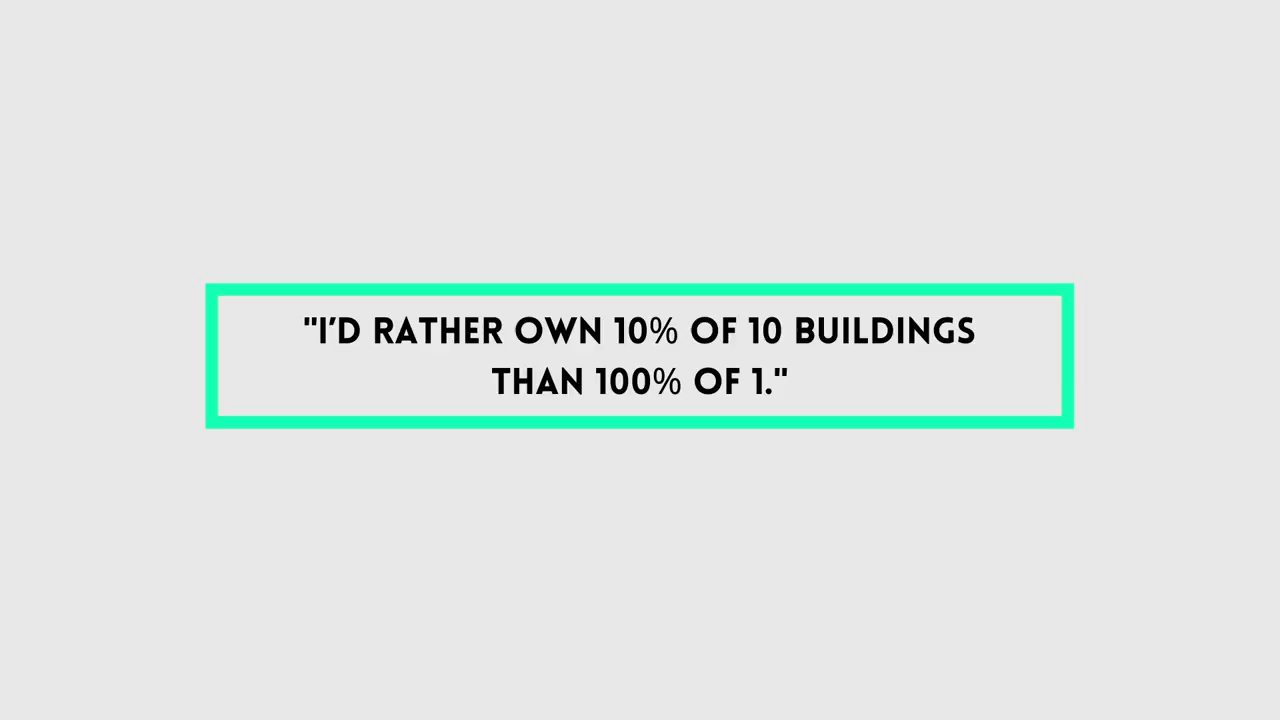 "I’D RATHER OWN 10% OF 10 BUILDINGS
THAN 100% OF 1."